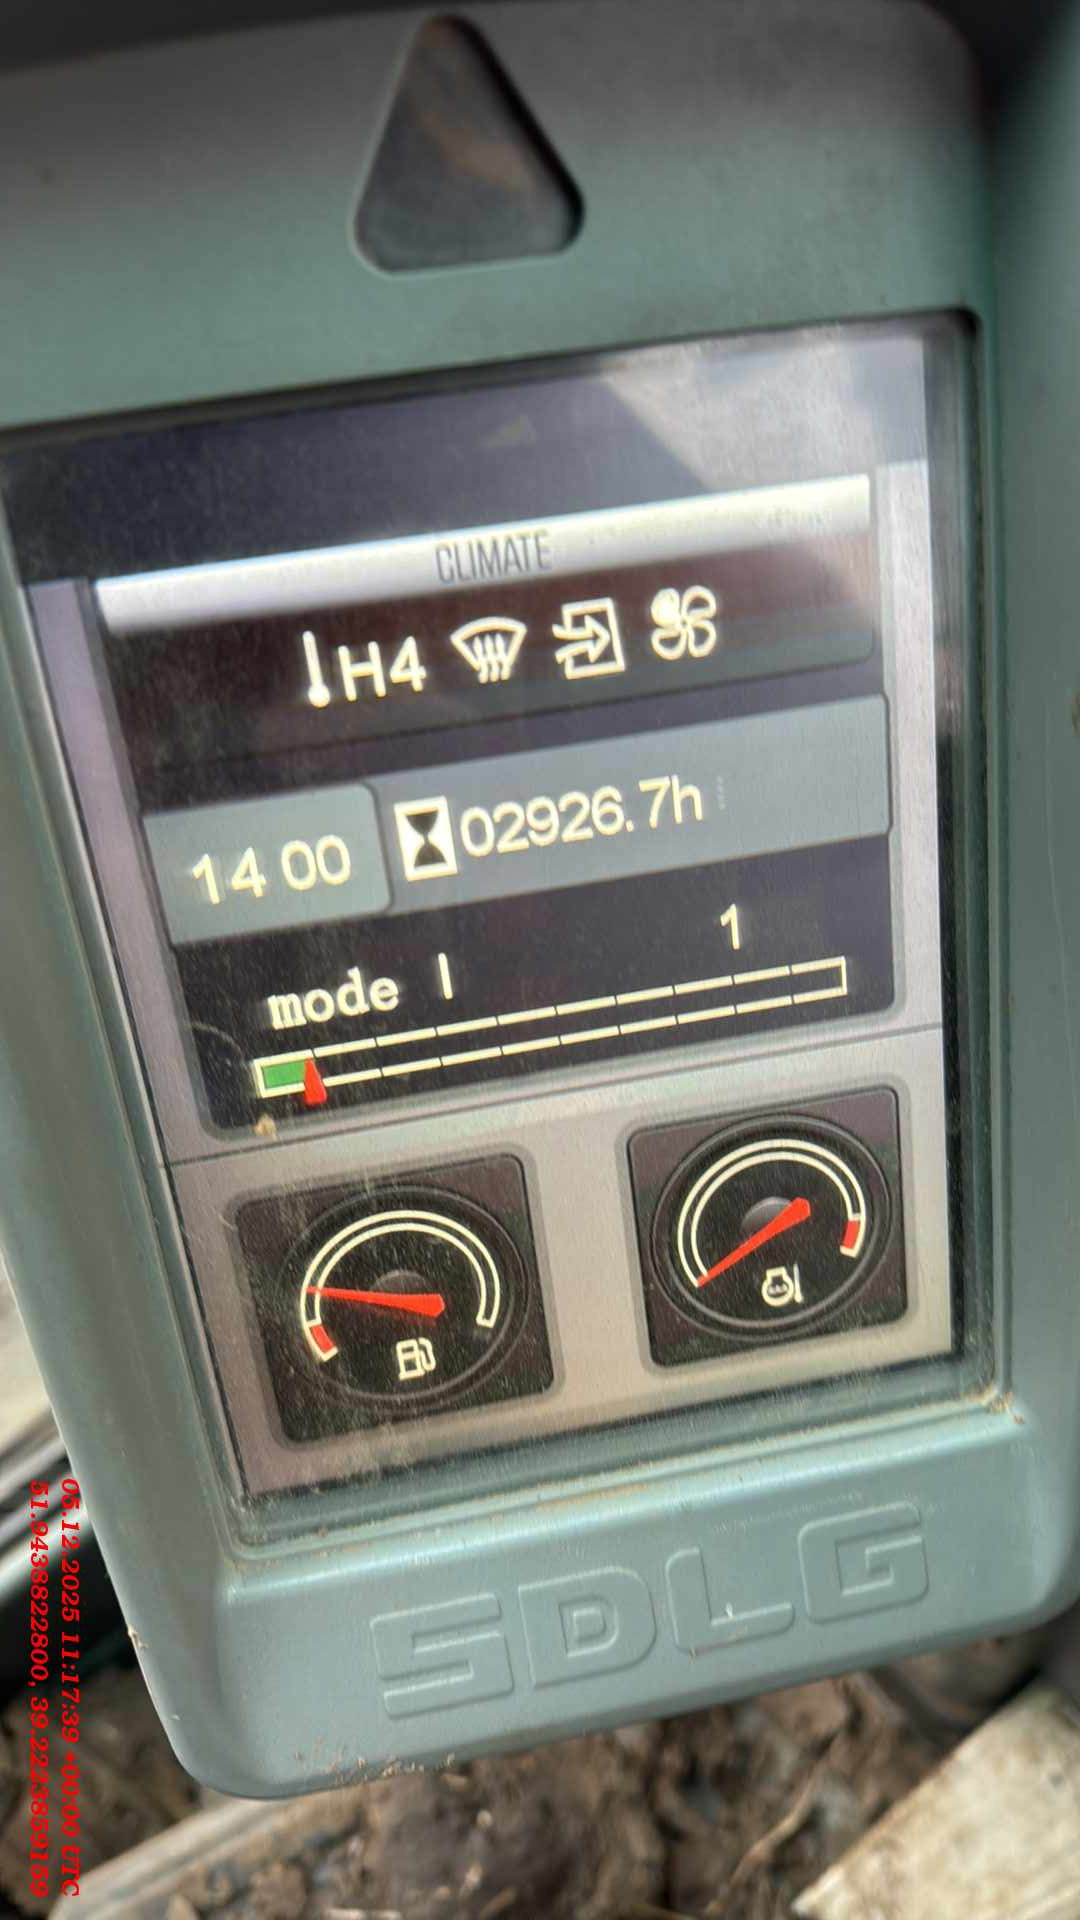 CLIMATE
H4
14 00
02926.7h
mode I
1
SDLG
05.12.2025 11:17:39 +00:00 UTC
51.9438822800, 39.2223859159